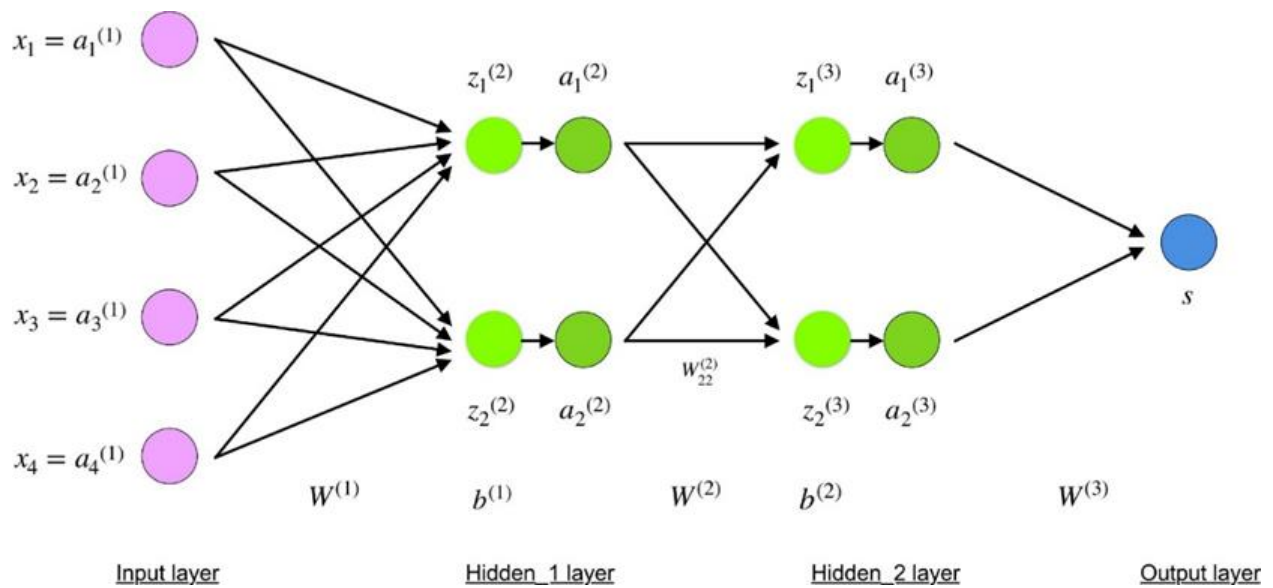 x₁ = a₁⁽¹⁾
z₁⁽²⁾ a₁⁽²⁾ z₁⁽³⁾ a₁⁽³⁾
x₂ = a₂⁽¹⁾
s
x₃ = a₃⁽¹⁾
W₂₂⁽²⁾
z₂⁽²⁾ a₂⁽²⁾ z₂⁽³⁾ a₂⁽³⁾
x₄ = a₄⁽¹⁾
W⁽¹⁾ b⁽¹⁾ W⁽²⁾ b⁽²⁾ W⁽³⁾
Input layer Hidden_1 layer Hidden_2 layer Output layer